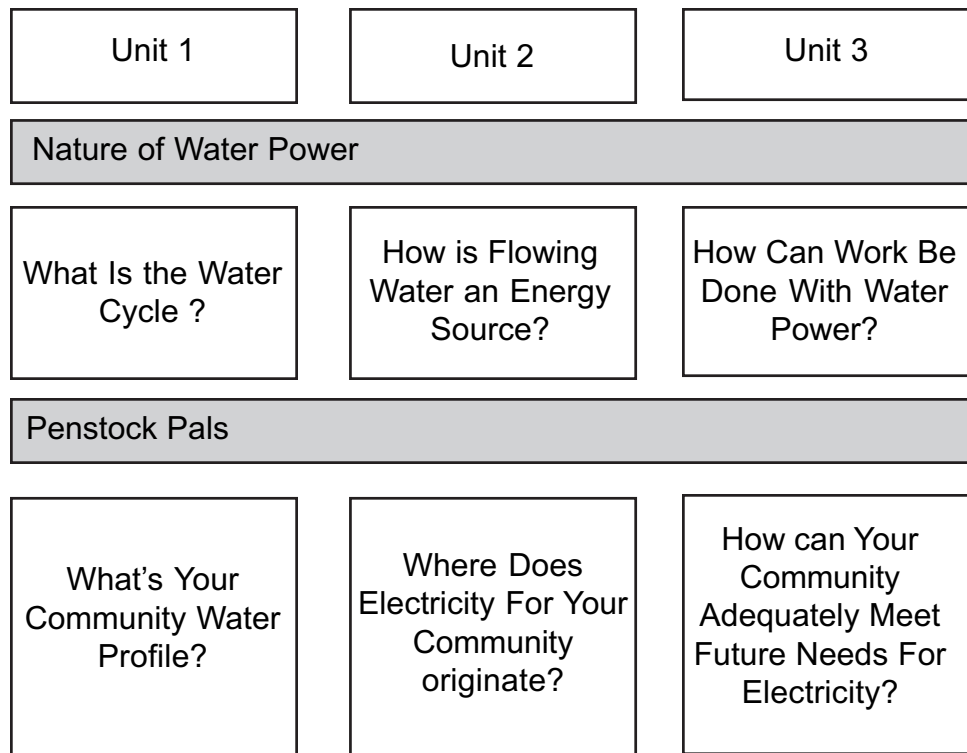 Unit 1
Unit 2
Unit 3
Nature of Water Power
What Is the Water
Cycle ?
How is Flowing
Water an Energy
Source?
How Can Work Be
Done With Water
Power?
Penstock Pals
What’s Your
Community Water
Profile?
Where Does
Electricity For Your
Community
originate?
How can Your
Community
Adequately Meet
Future Needs For
Electricity?